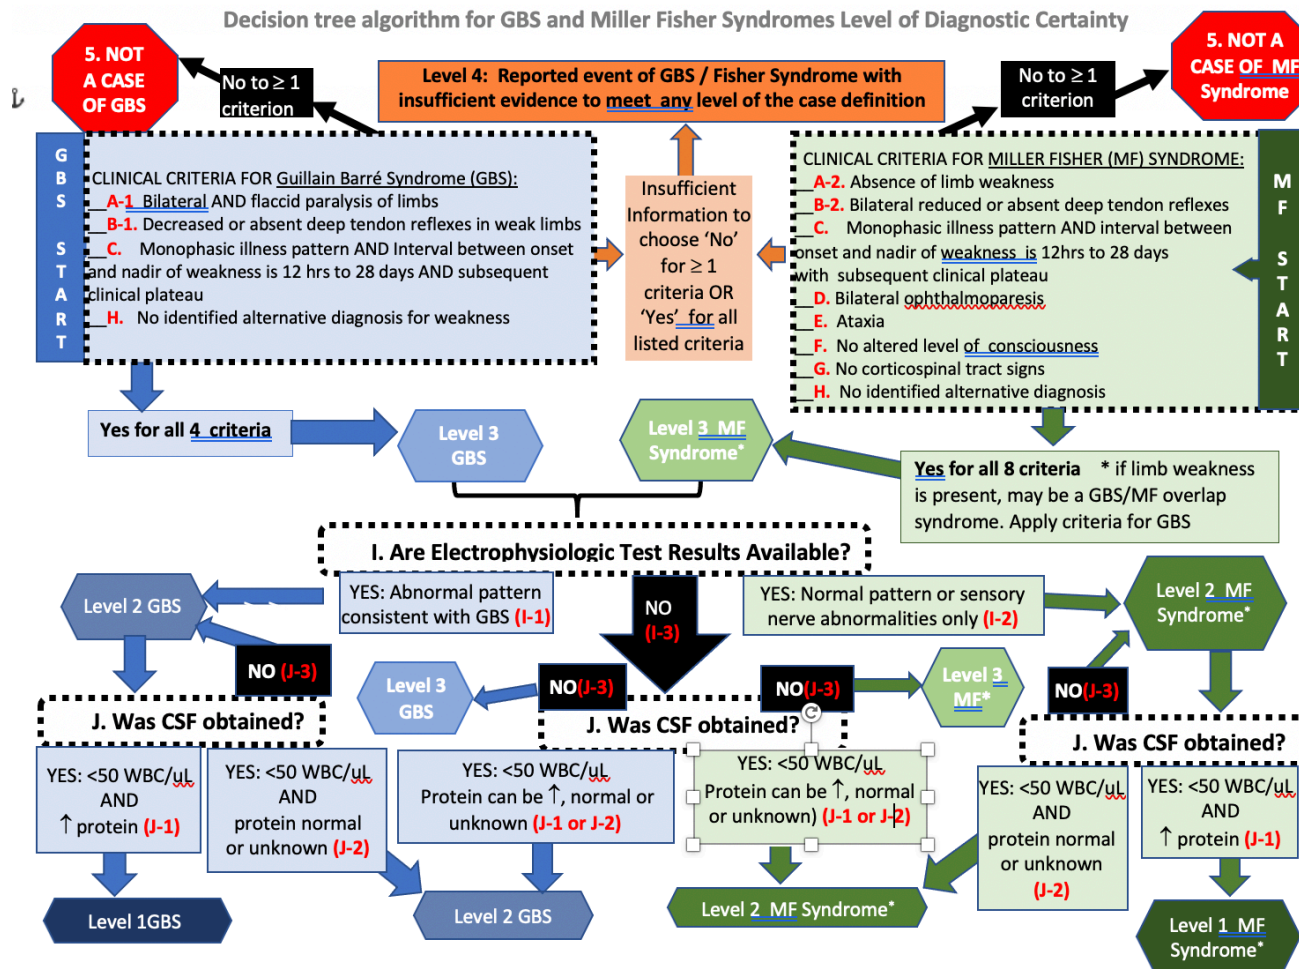 Decision tree algorithm for GBS and Miller Fisher Syndromes Level of Diagnostic Certainty
5. NOT
A CASE
OF GBS
No to ≥ 1
criterion
Level 4:  Reported event of GBS / Fisher Syndrome with
insufficient evidence to meet  any level of the case definition
No to ≥ 1
criterion
5. NOT A
CASE OF  MF
Syndrome
G
B
S
S
T
A
R
T
CLINICAL CRITERIA FOR Guillain Barré Syndrome (GBS):
__A-1  Bilateral AND flaccid paralysis of limbs
__B-1. Decreased or absent deep tendon reflexes in weak limbs
__C.   Monophasic illness pattern AND Interval between onset
and nadir of weakness is 12 hrs to 28 days AND subsequent
clinical plateau
__H.   No identified alternative diagnosis for weakness
Insufficient
Information to
choose ‘No’
for ≥ 1
criteria OR
‘Yes’  for all
listed criteria
CLINICAL CRITERIA FOR MILLER FISHER (MF) SYNDROME:
__A-2. Absence of limb weakness
__B-2. Bilateral reduced or absent deep tendon reflexes
__C.   Monophasic illness pattern AND interval between
onset and nadir of weakness  is 12hrs to 28 days
with  subsequent clinical plateau
__D. Bilateral ophthalmoparesis
__E.  Ataxia
__F.  No altered level of  consciousness
__G. No corticospinal tract signs
__H.  No identified alternative diagnosis
M
F
S
T
A
R
T
Yes for all 4  criteria
Level 3
GBS
Level 3  MF
Syndrome*
Yes for all 8 criteria    * if limb weakness
is present, may be a GBS/MF overlap
syndrome. Apply criteria for GBS
I. Are Electrophysiologic Test Results Available?
Level 2 GBS
YES: Abnormal pattern
consistent with GBS (I-1)
NO
(I-3)
YES: Normal pattern or sensory
nerve abnormalities only (I-2)
Level 2  MF
Syndrome*
NO (J-3)
Level 3
GBS
NO(J-3)
NO(J-3)
Level 3
MF*
NO(J-3)
J. Was CSF obtained?
J. Was CSF obtained?
J. Was CSF obtained?
YES: <50 WBC/uL
AND
↑ protein (J-1)
YES: <50 WBC/uL
AND
protein normal
or unknown (J-2)
YES: <50 WBC/uL
Protein can be ↑, normal or
unknown (J-1 or J-2)
YES: <50 WBC/uL
Protein can be ↑, normal
or unknown) (J-1 or J-2)
YES: <50 WBC/uL
AND
protein normal
or unknown
(J-2)
YES: <50 WBC/uL
AND
↑ protein (J-1)
Level 1GBS
Level 2 GBS
Level 2  MF Syndrome*
Level 1  MF
Syndrome*